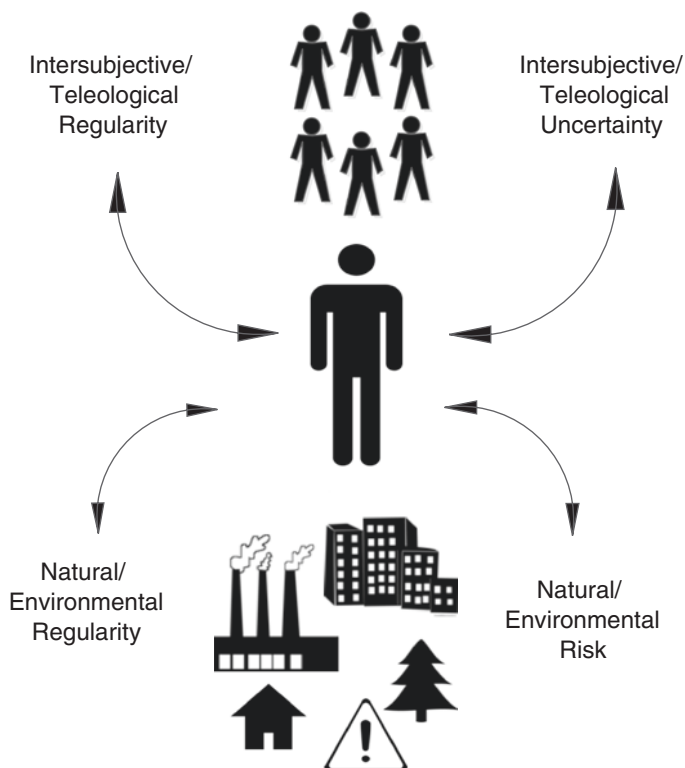 Intersubjective/
Teleological
Regularity
Intersubjective/
Teleological
Uncertainty
Natural/
Environmental
Regularity
Natural/
Environmental
Risk
!